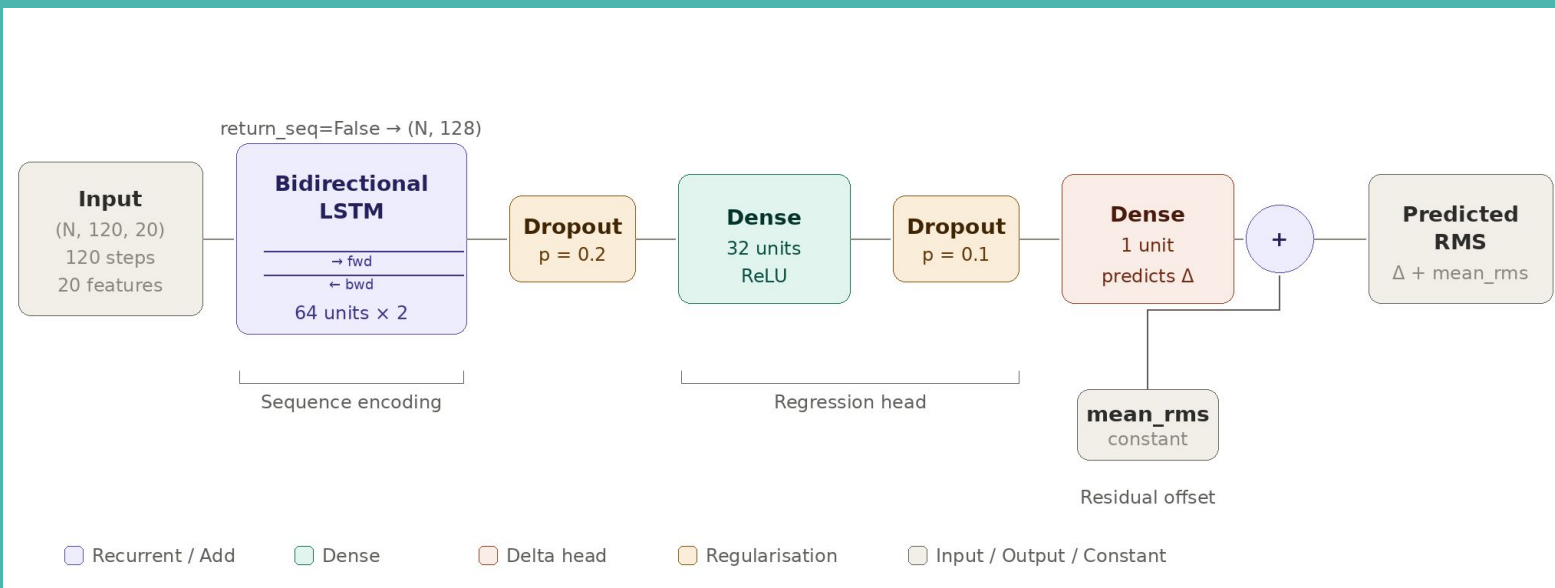 return_seq=False → (N, 128)
Input
(N, 120, 20)
120 steps
20 features
Bidirectional
LSTM
→ fwd
← bwd
64 units × 2
Dropout
p = 0.2
Dense
32 units
ReLU
Dropout
p = 0.1
Dense
1 unit
predicts Δ
+
Predicted
RMS
Δ + mean_rms
Sequence encoding
Regression head
mean_rms
constant
Residual offset
Recurrent / Add
Dense
Delta head
Regularisation
Input / Output / Constant